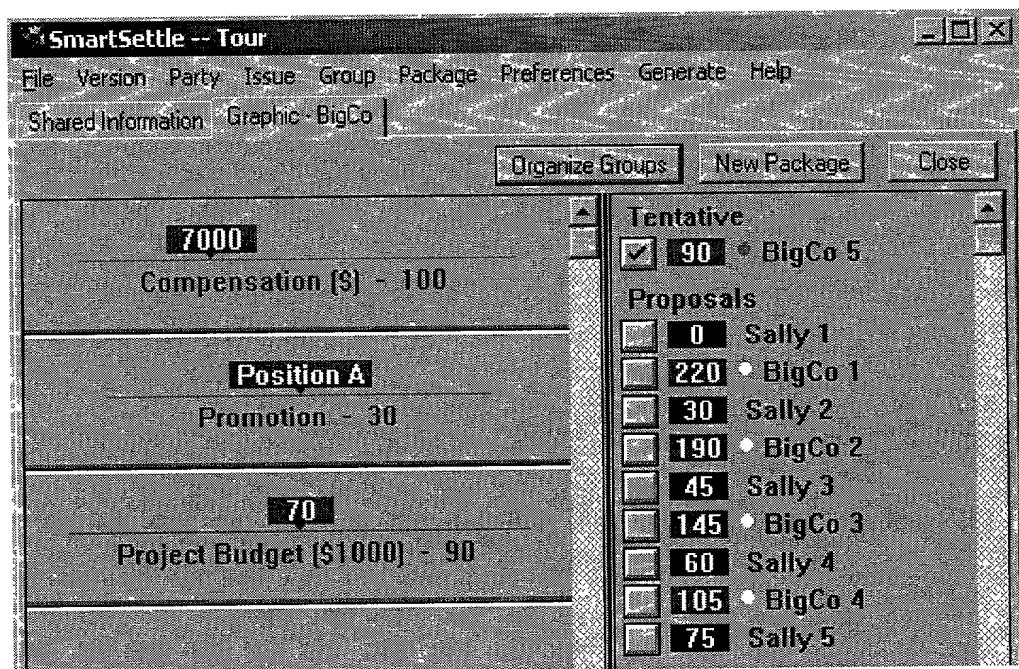 SmartSettle -- Tour
File Version Party Issue Group Package Preferences Generate Help
Shared Information Graphic - BigCo
Organize Groups New Package Close
7000
Compensation ($) - 100
Position A
Promotion - 30
70
Project Budget ($1000) - 90
Tentative
90 BigCo 5
Proposals
0 Sally 1
220 BigCo 1
30 Sally 2
190 BigCo 2
45 Sally 3
145 BigCo 3
60 Sally 4
105 BigCo 4
75 Sally 5